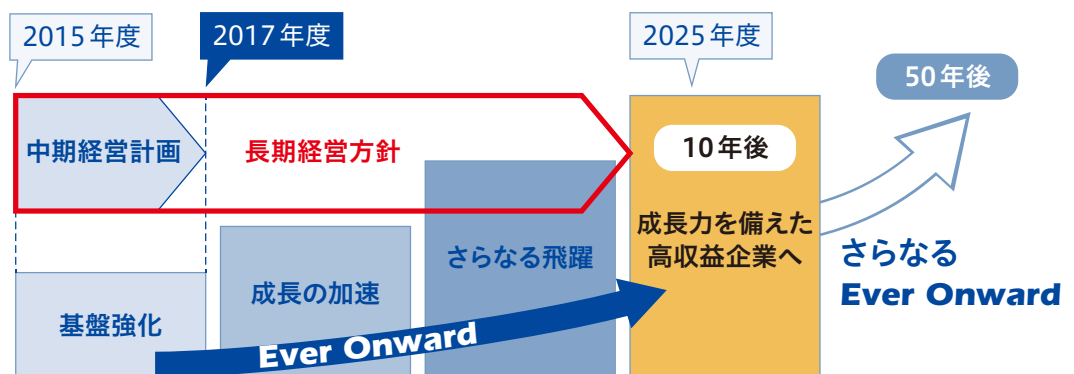 2015年度
2017年度
2025年度
50年後
中期経営計画
長期経営方針
10年後
成長力を備えた
高収益企業へ
さらなる飛躍
成長の加速
基盤強化
Ever Onward
さらなる
Ever Onward